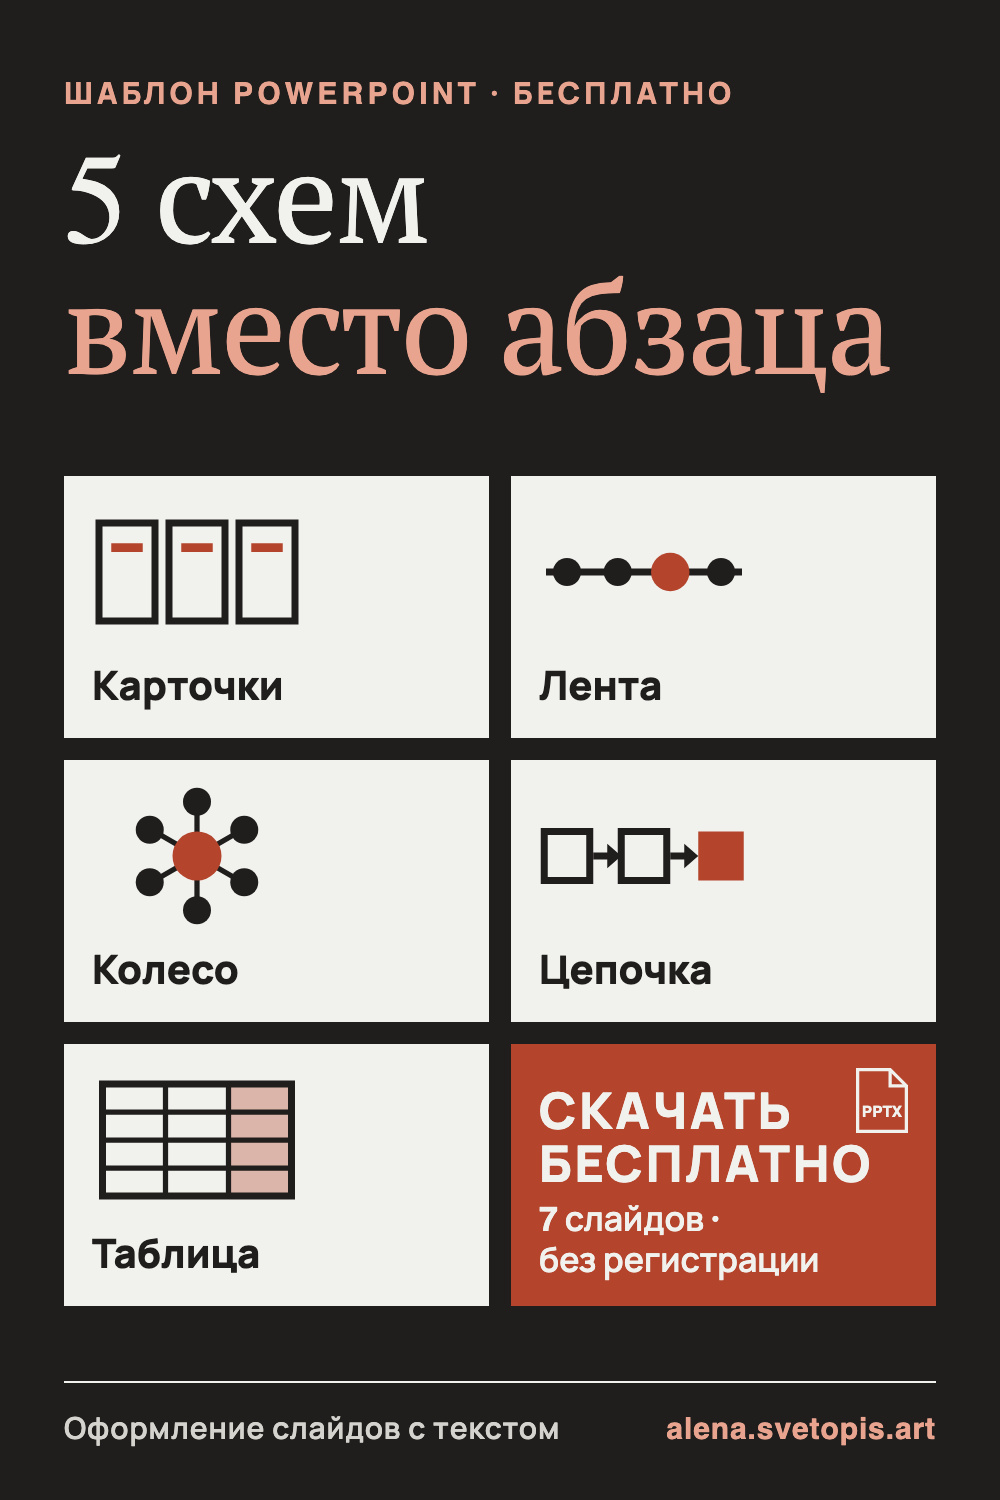 ШАБЛОН POWERPOINT · БЕСПЛАТНО
5 схем
вместо абзаца
Карточки
Лента
Колесо
Цепочка
Таблица
СКАЧАТЬ
PPTX
БЕСПЛАТНО
7 слайдов ·
без регистрации
Оформление слайдов с текстом
alena.svetopis.art